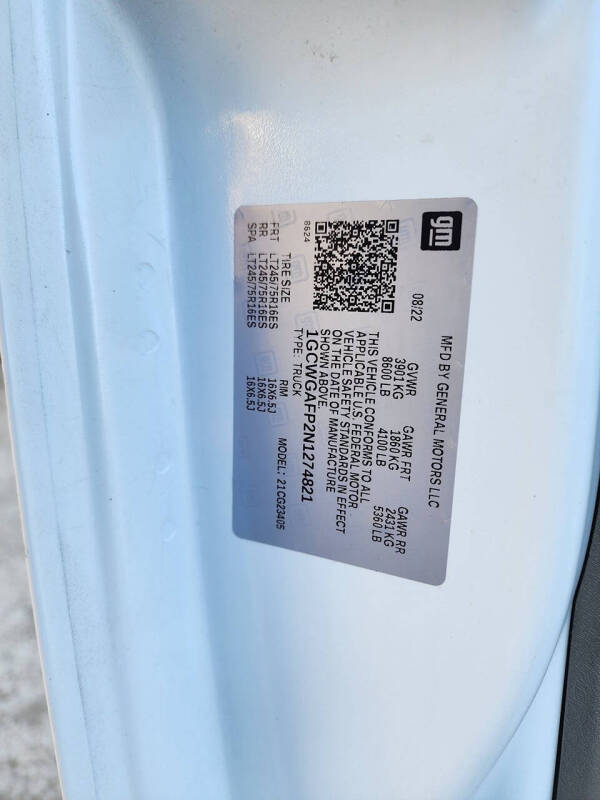 gm
MFD BY GENERAL MOTORS LLC
08/22
GVWR GAWR FRT GAWR RR
3901 KG 1860 KG 2431 KG
8600 LB 4100 LB 5360 LB
THIS VEHICLE CONFORMS TO ALL
APPLICABLE U.S. FEDERAL MOTOR
VEHICLE SAFETY STANDARDS IN EFFECT
ON THE DATE OF MANUFACTURE
SHOWN ABOVE.
8624
1GCWGAFP2N1274821
TYPE: TRUCK
MODEL: 21CG23405
TIRE SIZE RIM
FRT LT245/75R16ES 16X6.5J
RR LT245/75R16ES 16X6.5J
SPA LT245/75R16ES 16X6.5J